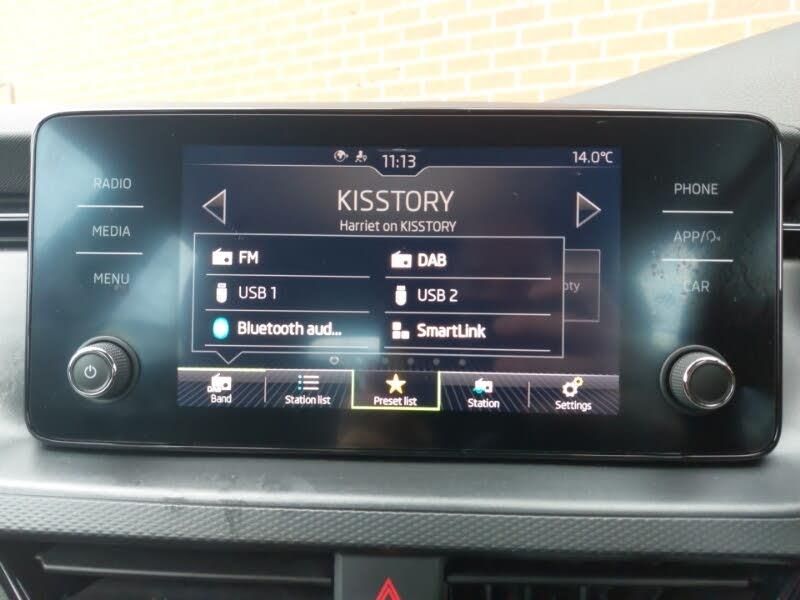 11:13
14.0°C
RADIO
MEDIA
MENU
KISSTORY
Harriet on KISSTORY
FM
DAB
USB 1
USB 2
Bluetooth aud...
SmartLink
Band
Station list
Preset list
Station
Settings
PHONE
APP/
CAR